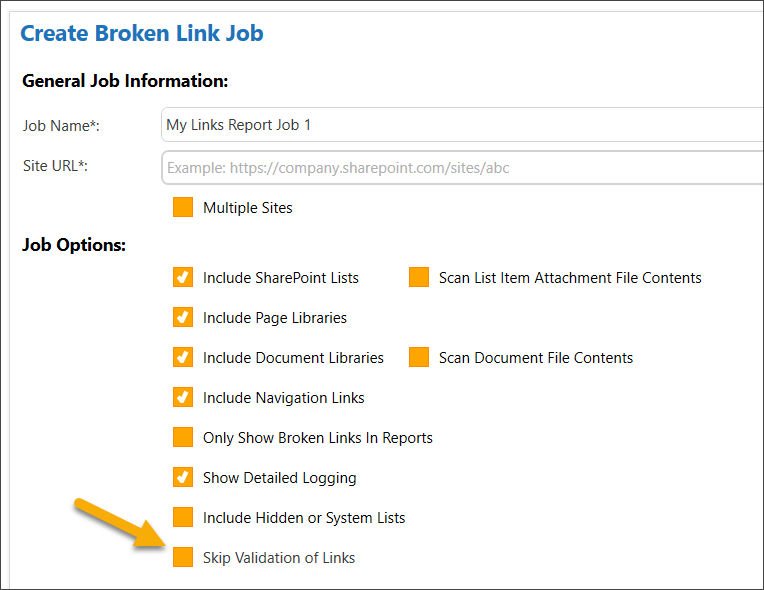 Create Broken Link Job
General Job Information:
Job Name*: My Links Report Job 1
Site URL*: Example: https://company.sharepoint.com/sites/abc
Multiple Sites
Job Options:
Include SharePoint Lists Scan List Item Attachment File Contents
Include Page Libraries
Include Document Libraries Scan Document File Contents
Include Navigation Links
Only Show Broken Links In Reports
Show Detailed Logging
Include Hidden or System Lists
Skip Validation of Links